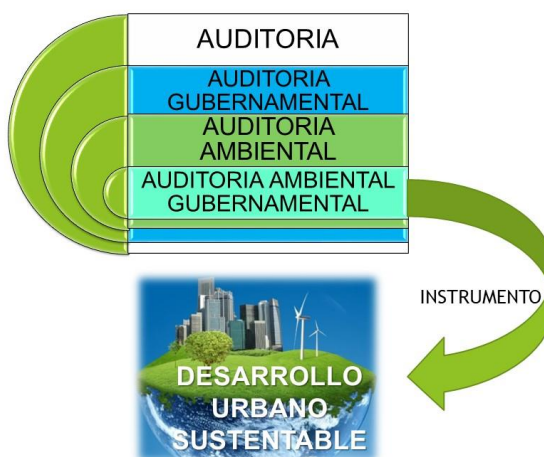 AUDITORIA
AUDITORIA
GUBERNAMENTAL
AUDITORIA
AMBIENTAL
AUDITORIA AMBIENTAL
GUBERNAMENTAL
INSTRUMENTO
DESARROLLO
URBANO
SUSTENTABLE